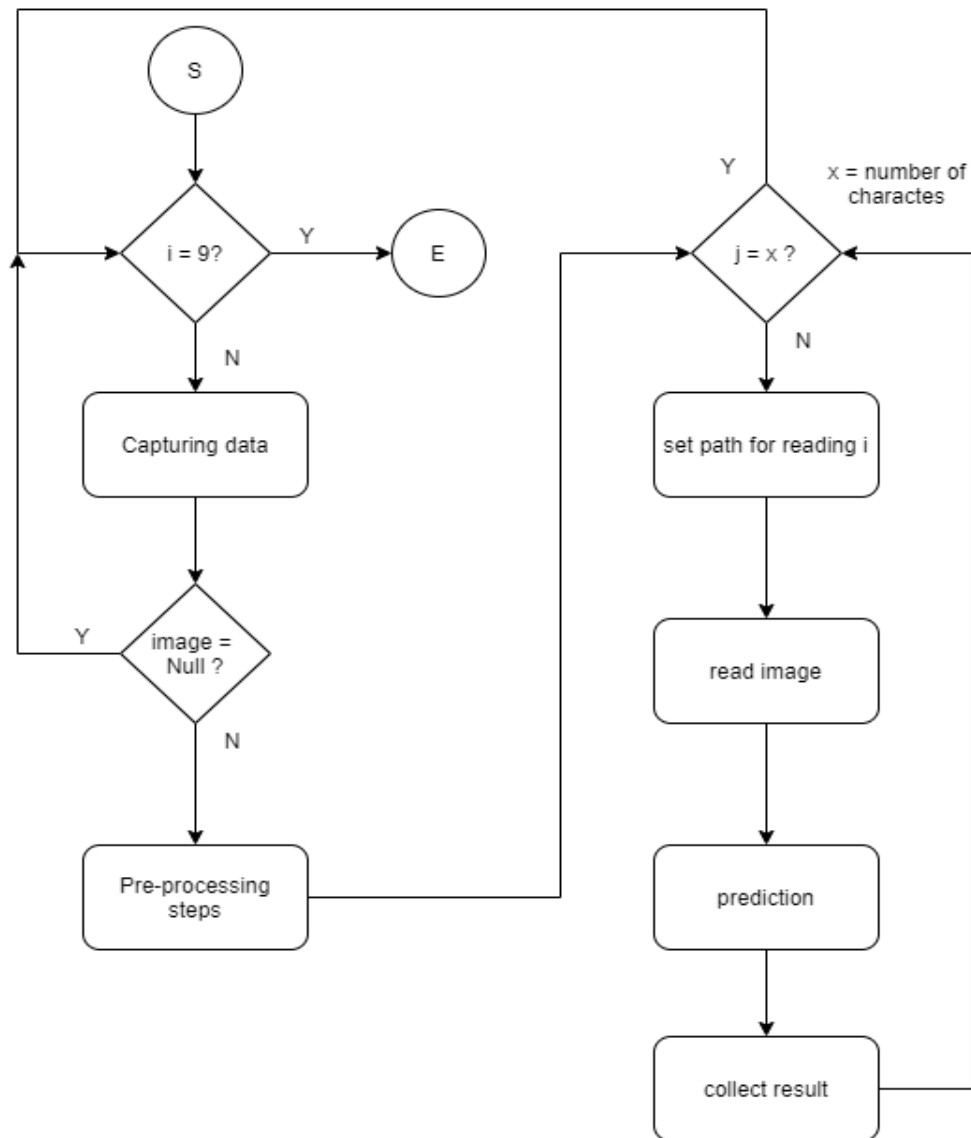 S
i = 9?
Y
E
N
Capturing data
image =
Null ?
Y
N
Pre-processing
steps
Y
x = number of
charactes
j = x ?
N
set path for reading i
read image
prediction
collect result